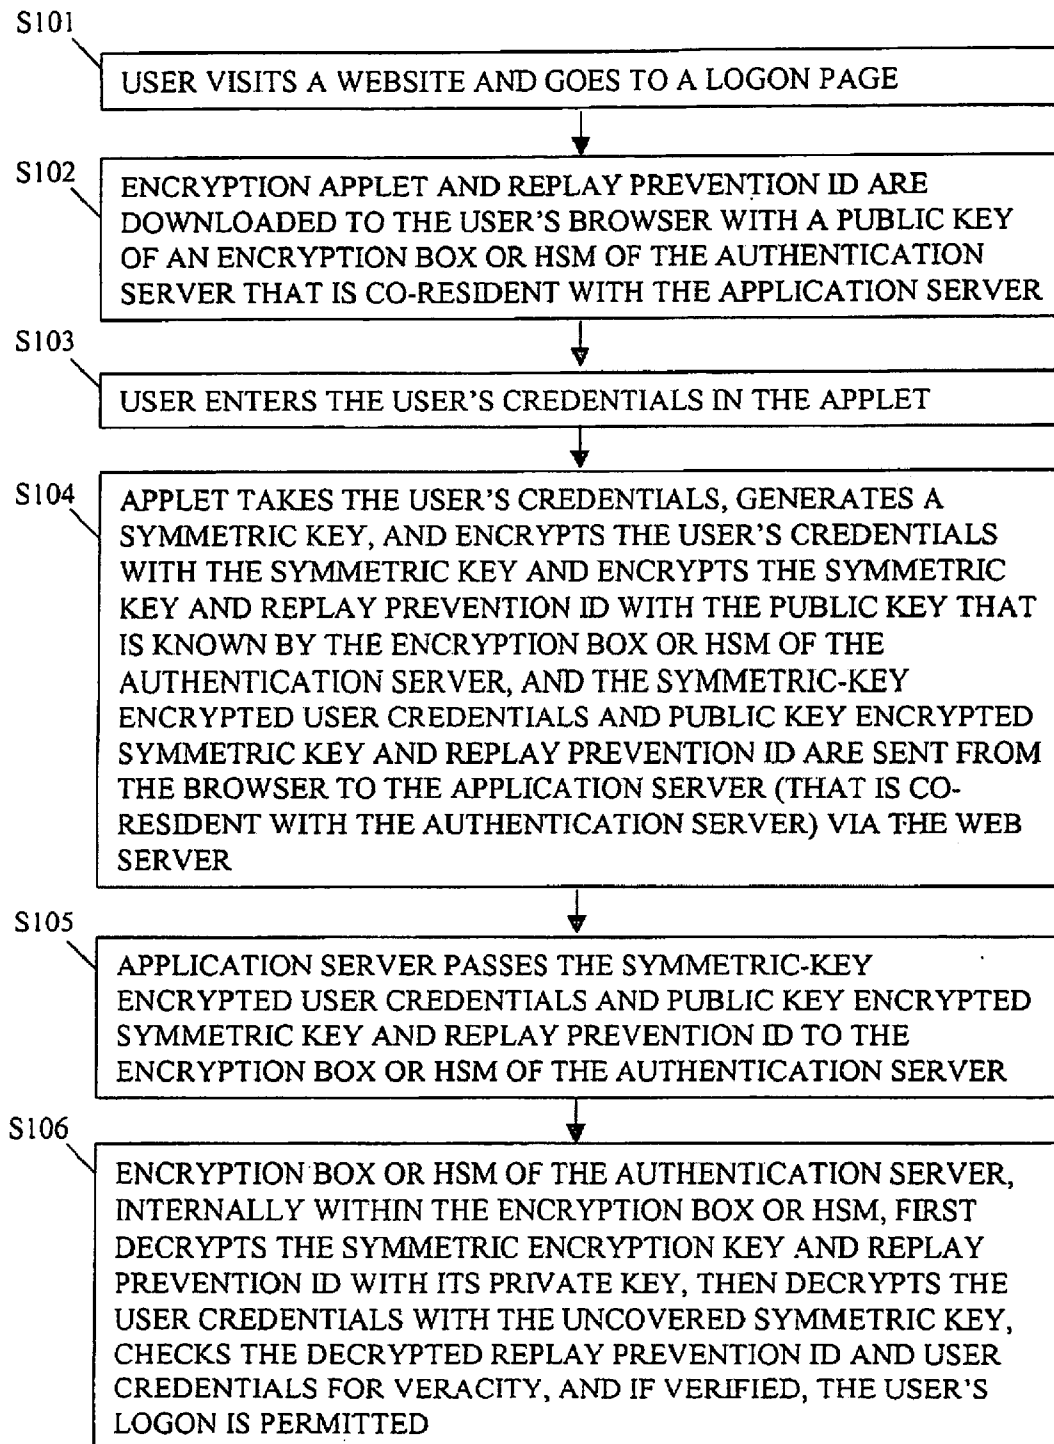 S101
USER VISITS A WEBSITE AND GOES TO A LOGON PAGE
S102
ENCRYPTION APPLET AND REPLAY PREVENTION ID ARE
DOWNLOADED TO THE USER'S BROWSER WITH A PUBLIC KEY
OF AN ENCRYPTION BOX OR HSM OF THE AUTHENTICATION
SERVER THAT IS CO-RESIDENT WITH THE APPLICATION SERVER
S103
USER ENTERS THE USER'S CREDENTIALS IN THE APPLET
S104
APPLET TAKES THE USER'S CREDENTIALS, GENERATES A
SYMMETRIC KEY, AND ENCRYPTS THE USER'S CREDENTIALS
WITH THE SYMMETRIC KEY AND ENCRYPTS THE SYMMETRIC
KEY AND REPLAY PREVENTION ID WITH THE PUBLIC KEY THAT
IS KNOWN BY THE ENCRYPTION BOX OR HSM OF THE
AUTHENTICATION SERVER, AND THE SYMMETRIC-KEY
ENCRYPTED USER CREDENTIALS AND PUBLIC KEY ENCRYPTED
SYMMETRIC KEY AND REPLAY PREVENTION ID ARE SENT FROM
THE BROWSER TO THE APPLICATION SERVER (THAT IS CO-
RESIDENT WITH THE AUTHENTICATION SERVER) VIA THE WEB
SERVER
S105
APPLICATION SERVER PASSES THE SYMMETRIC-KEY
ENCRYPTED USER CREDENTIALS AND PUBLIC KEY ENCRYPTED
SYMMETRIC KEY AND REPLAY PREVENTION ID TO THE
ENCRYPTION BOX OR HSM OF THE AUTHENTICATION SERVER
S106
ENCRYPTION BOX OR HSM OF THE AUTHENTICATION SERVER,
INTERNALLY WITHIN THE ENCRYPTION BOX OR HSM, FIRST
DECRYPTS THE SYMMETRIC ENCRYPTION KEY AND REPLAY
PREVENTION ID WITH ITS PRIVATE KEY, THEN DECRYPTS THE
USER CREDENTIALS WITH THE UNCOVERED SYMMETRIC KEY,
CHECKS THE DECRYPTED REPLAY PREVENTION ID AND USER
CREDENTIALS FOR VERACITY, AND IF VERIFIED, THE USER'S
LOGON IS PERMITTED